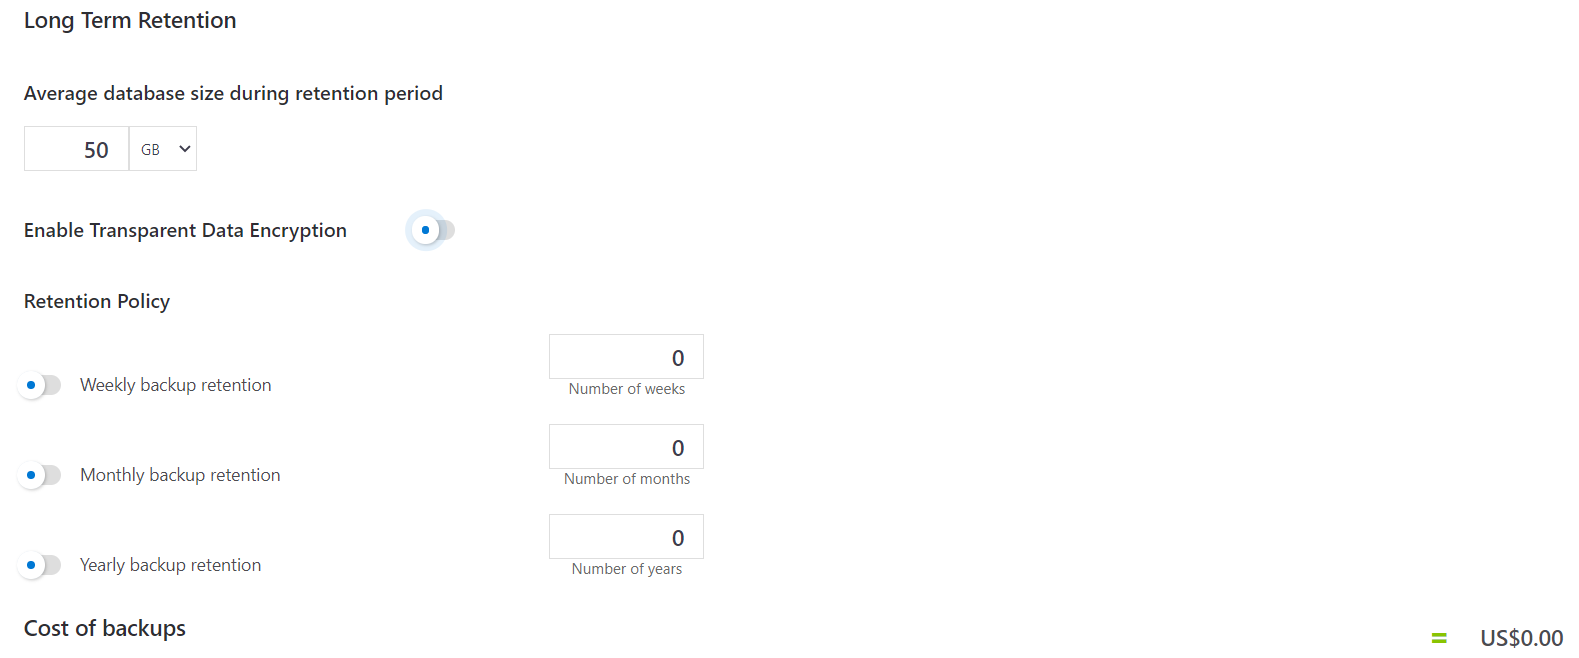 Long Term Retention
Average database size during retention period
50 GB
Enable Transparent Data Encryption
Retention Policy
Weekly backup retention
0
Number of weeks
Monthly backup retention
0
Number of months
Yearly backup retention
0
Number of years
Cost of backups = US$0.00